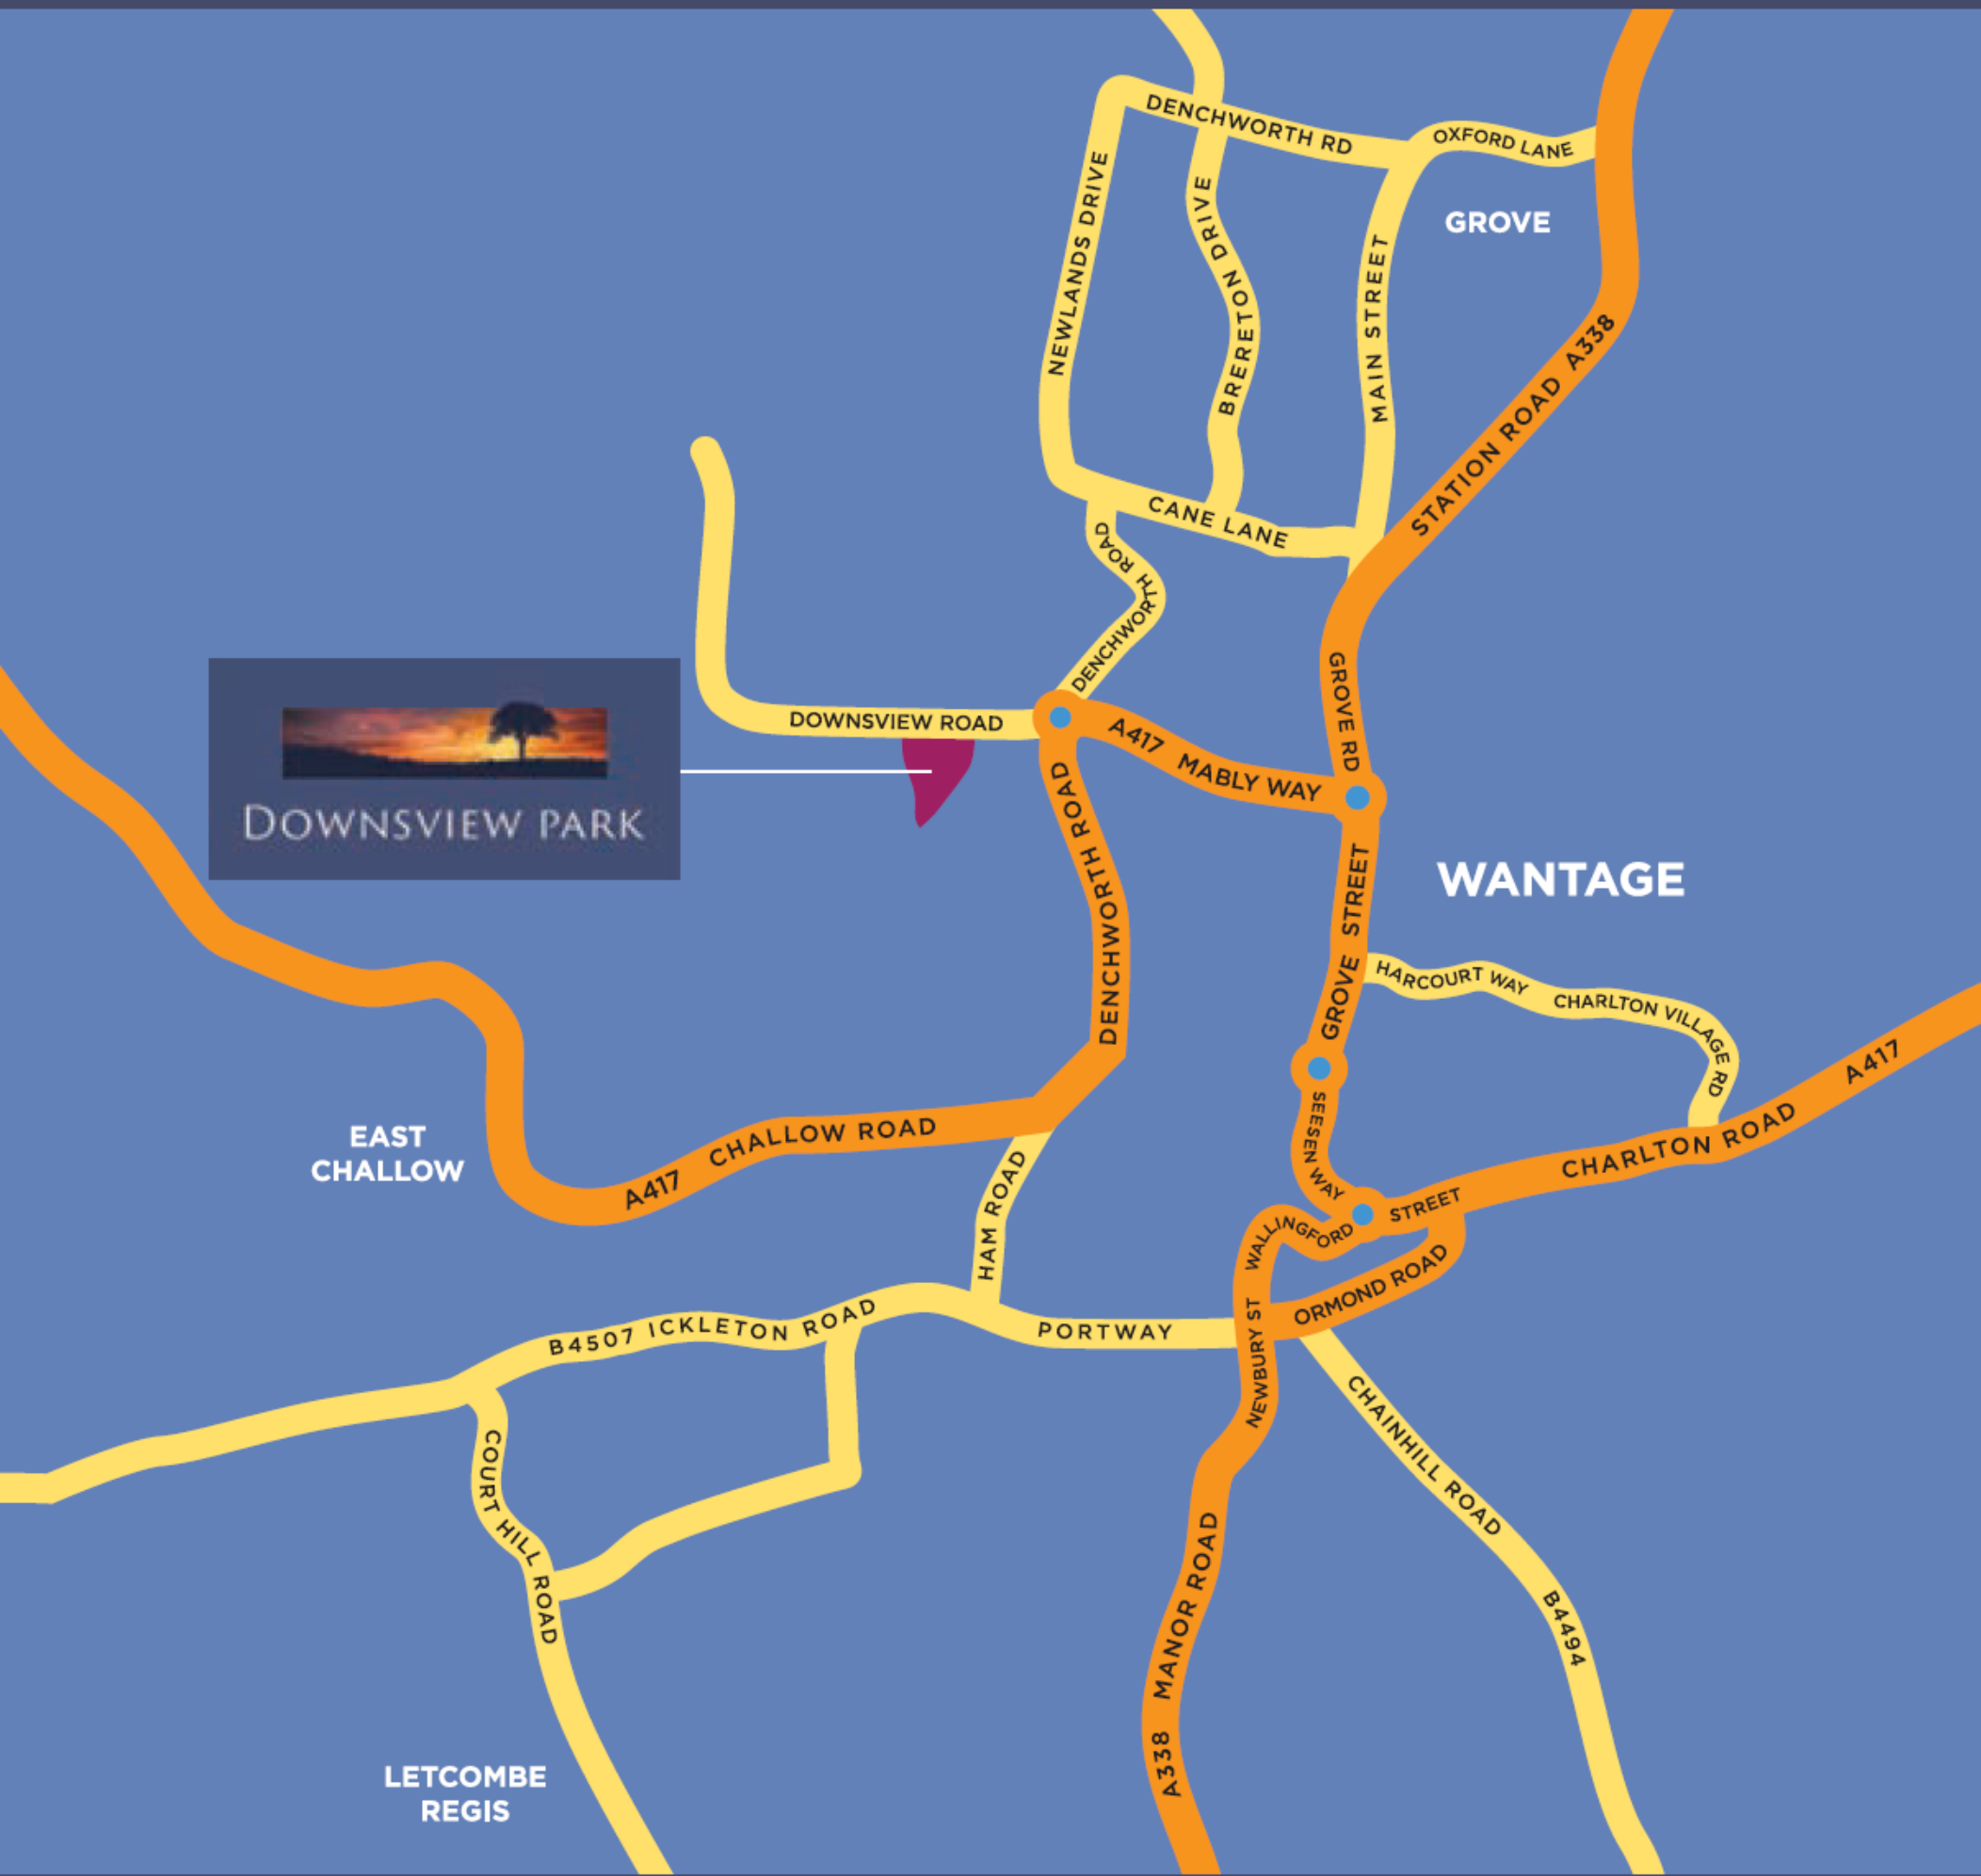 DENCHWORTH RD
OXFORD LANE
NEWLANDS DRIVE
BRERETON DRIVE
MAIN STREET
GROVE
STATION ROAD A338
CANE LANE
DENCHWORTH ROAD
GROVE RD
DOWNSVIEW ROAD
A417 MABLY WAY
DOWNSVIEW PARK
DENCHWORTH ROAD
GROVE STREET
WANTAGE
HARCOURT WAY
CHARLTON VILLAGE RD
A417
CHARLTON ROAD
SEESEN WAY
EAST
CHALLOW
A417 CHALLOW ROAD
HAM ROAD
WALLINGFORD STREET
ORMOND ROAD
B4507 ICKLETON ROAD
PORTWAY
NEWBURY ST
CHAINHILL ROAD
B4494
COURT HILL ROAD
A338 MANOR ROAD
LETCOMBE
REGIS